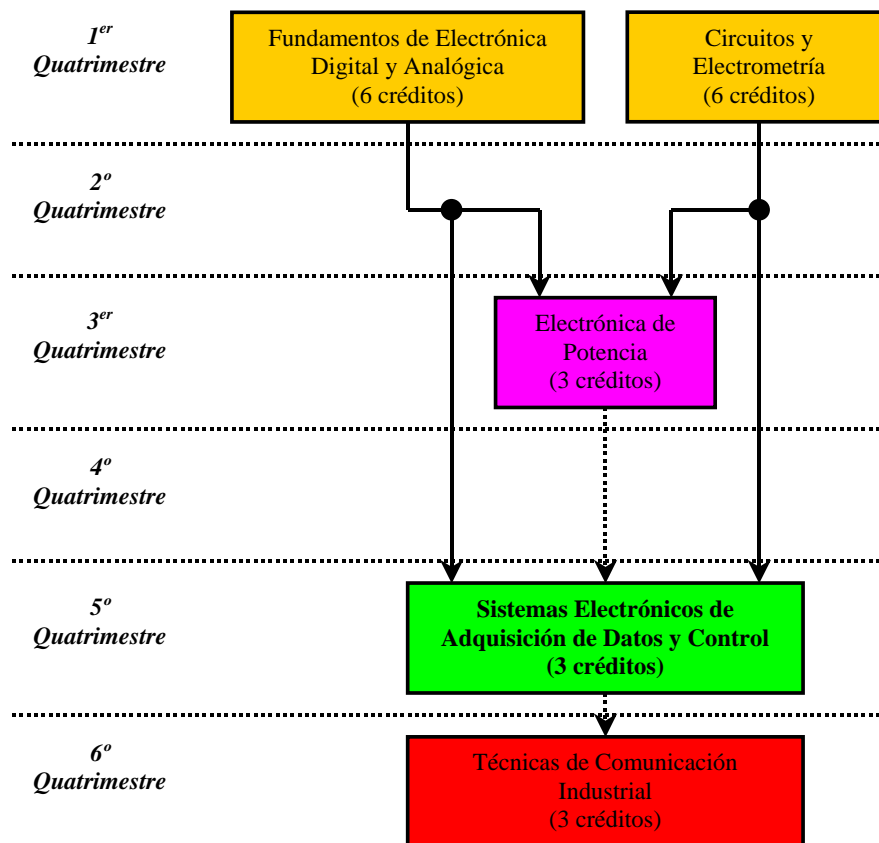 1er
Quatrimestre
Fundamentos de Electrónica
Digital y Analógica
(6 créditos)
Circuitos y
Electrometría
(6 créditos)
2º
Quatrimestre
3er
Quatrimestre
Electrónica de
Potencia
(3 créditos)
4º
Quatrimestre
5º
Quatrimestre
Sistemas Electrónicos de
Adquisición de Datos y Control
(3 créditos)
6º
Quatrimestre
Técnicas de Comunicación
Industrial
(3 créditos)